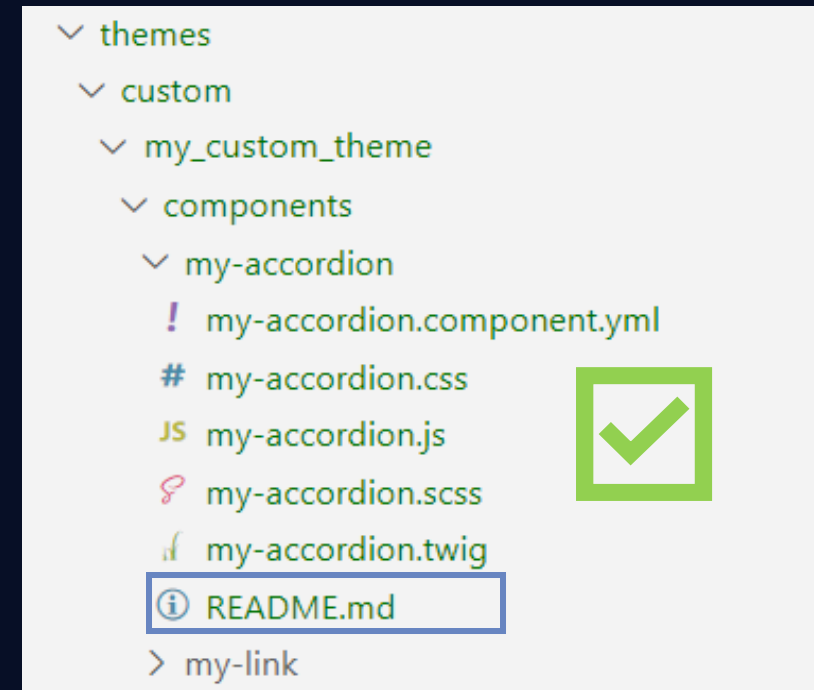 themes
custom
my_custom_theme
components
my-accordion
! my-accordion.component.yml
# my-accordion.css
JS my-accordion.js
my-accordion.scss
my-accordion.twig
README.md
my-link